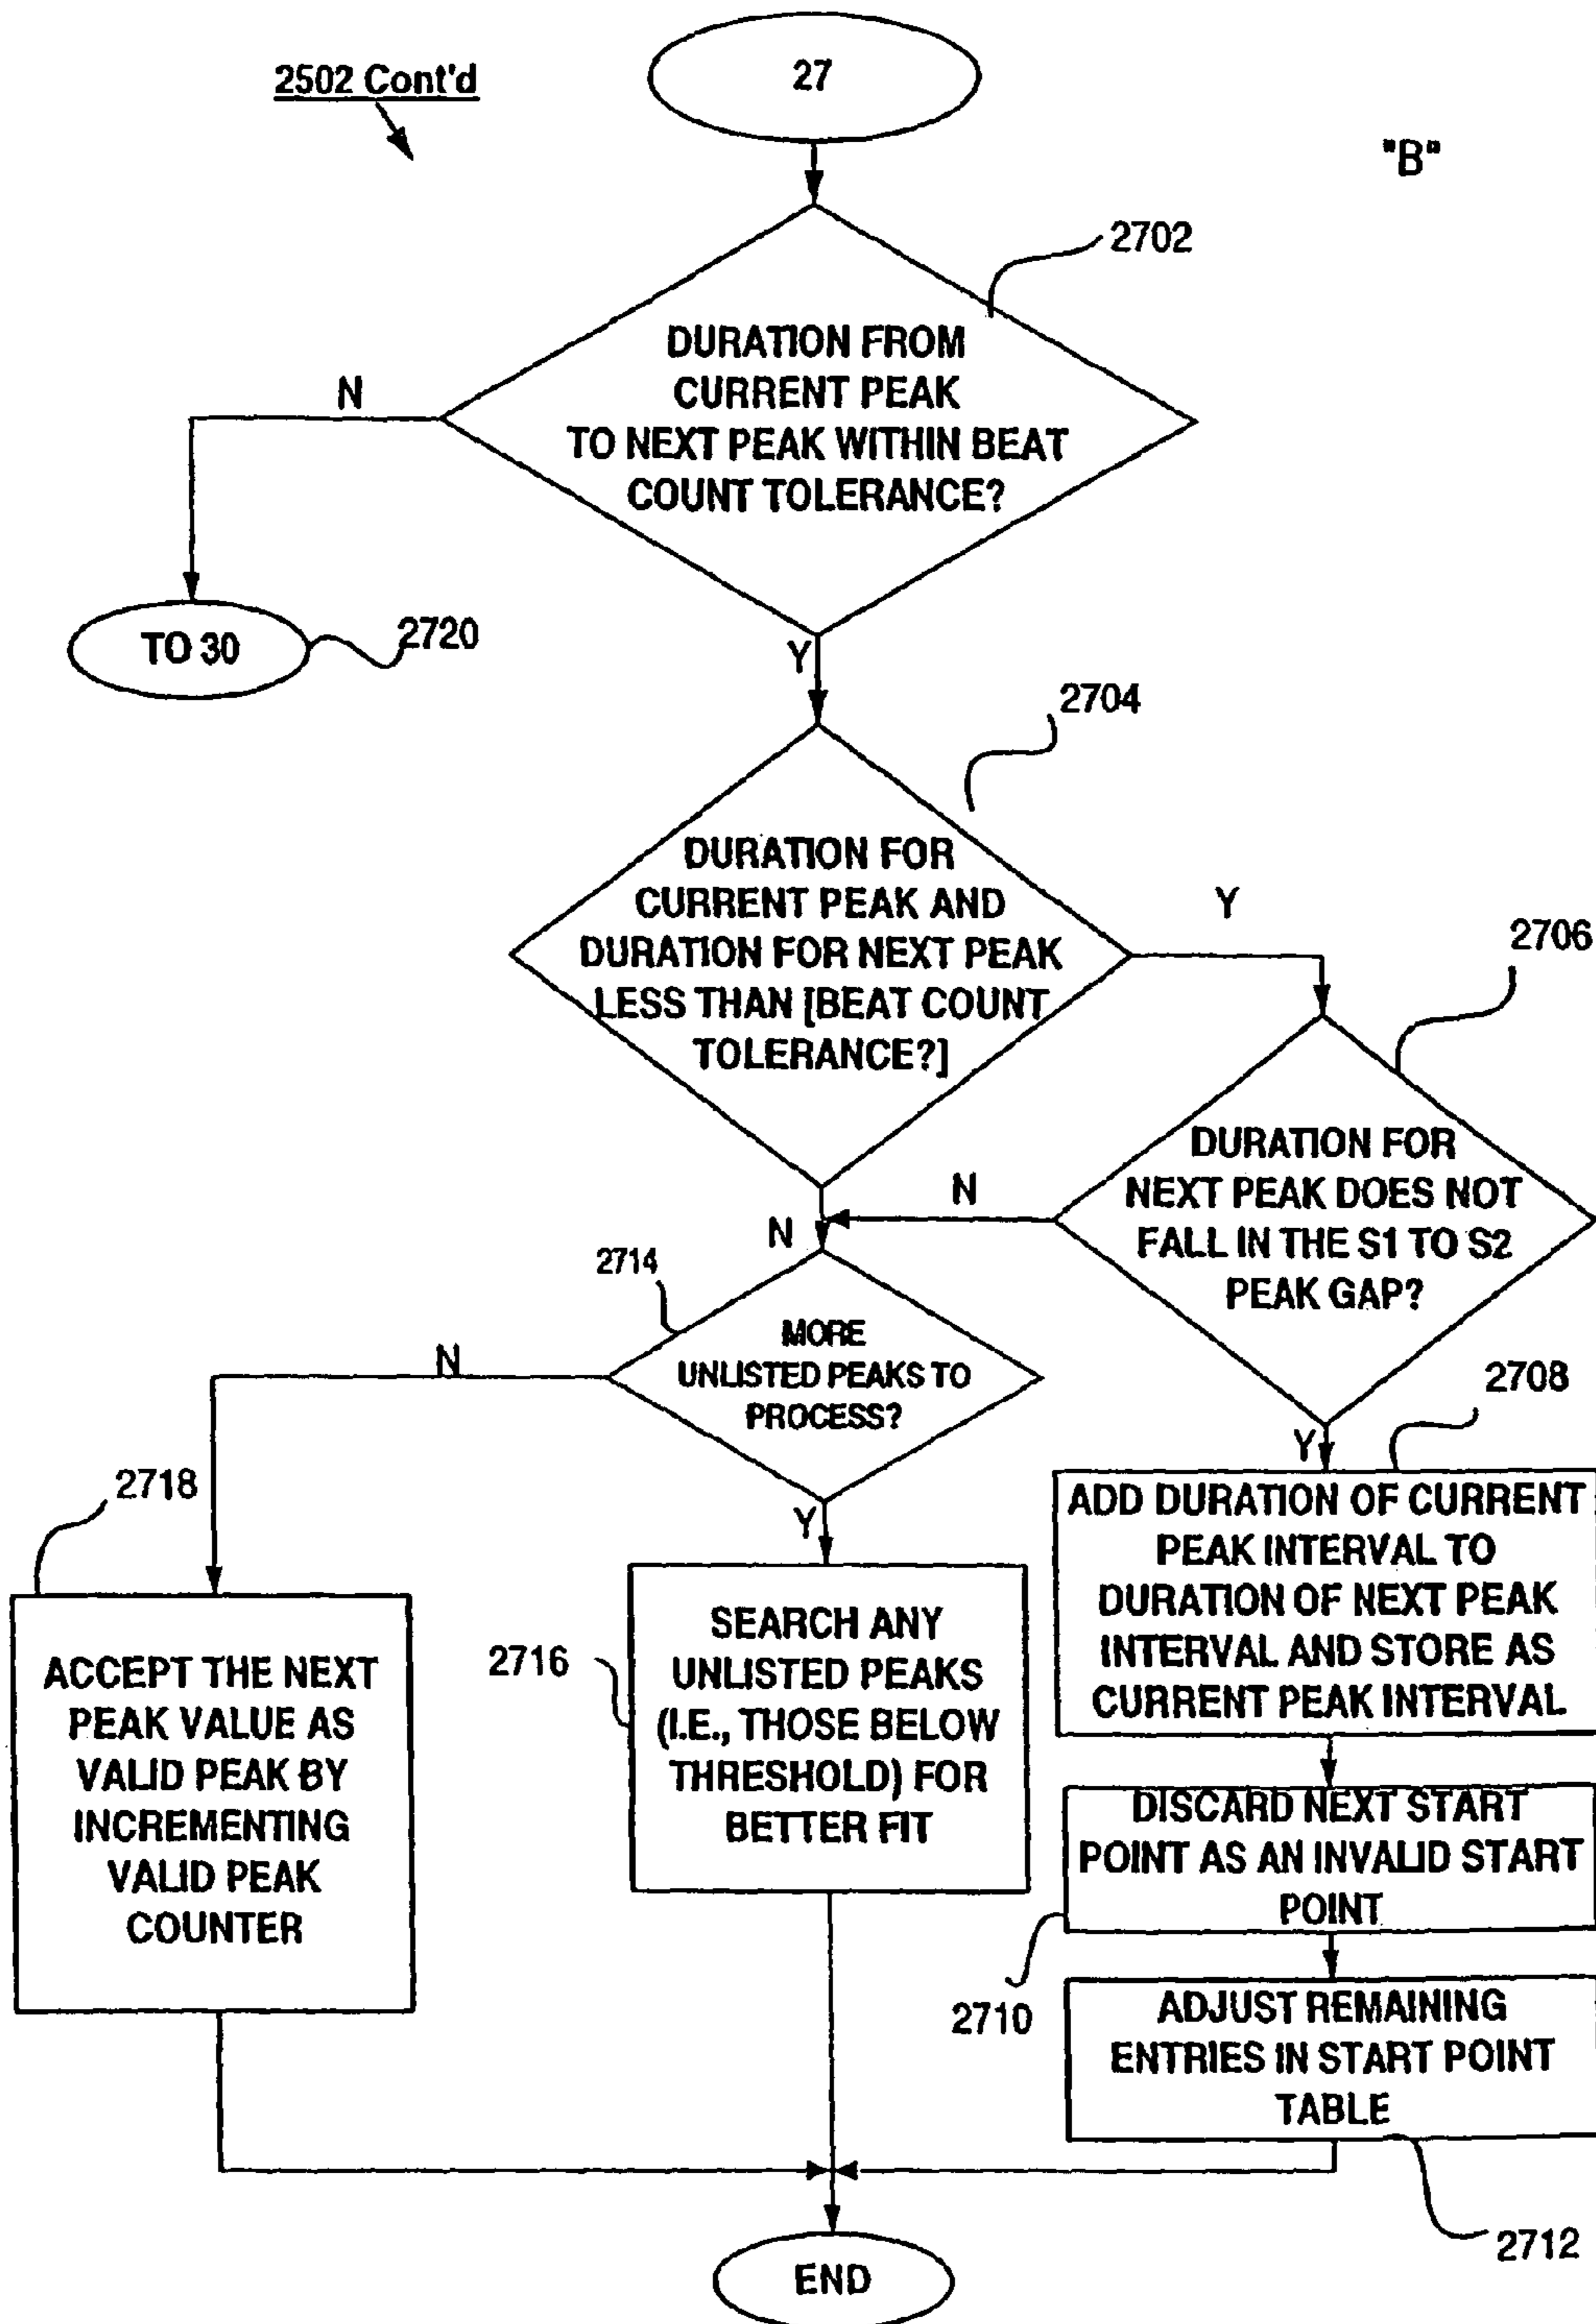 2502 Cont'd
27
"B"
2702
DURATION FROM
CURRENT PEAK
TO NEXT PEAK WITHIN BEAT
COUNT TOLERANCE?
N
TO 30
2720
Y
2704
DURATION FOR
CURRENT PEAK AND
DURATION FOR NEXT PEAK
LESS THAN [BEAT COUNT
TOLERANCE?]
Y
2706
DURATION FOR
NEXT PEAK DOES NOT
FALL IN THE S1 TO S2
PEAK GAP?
N
N
2714
MORE
UNLISTED PEAKS TO
PROCESS?
N
Y
Y
2708
ADD DURATION OF CURRENT
PEAK INTERVAL TO
DURATION OF NEXT PEAK
INTERVAL AND STORE AS
CURRENT PEAK INTERVAL
2718
ACCEPT THE NEXT
PEAK VALUE AS
VALID PEAK BY
INCREMENTING
VALID PEAK
COUNTER
2716
SEARCH ANY
UNLISTED PEAKS
(I.E., THOSE BELOW
THRESHOLD) FOR
BETTER FIT
DISCARD NEXT START
POINT AS AN INVALID START
POINT
2710
ADJUST REMAINING
ENTRIES IN START POINT
TABLE
2712
END